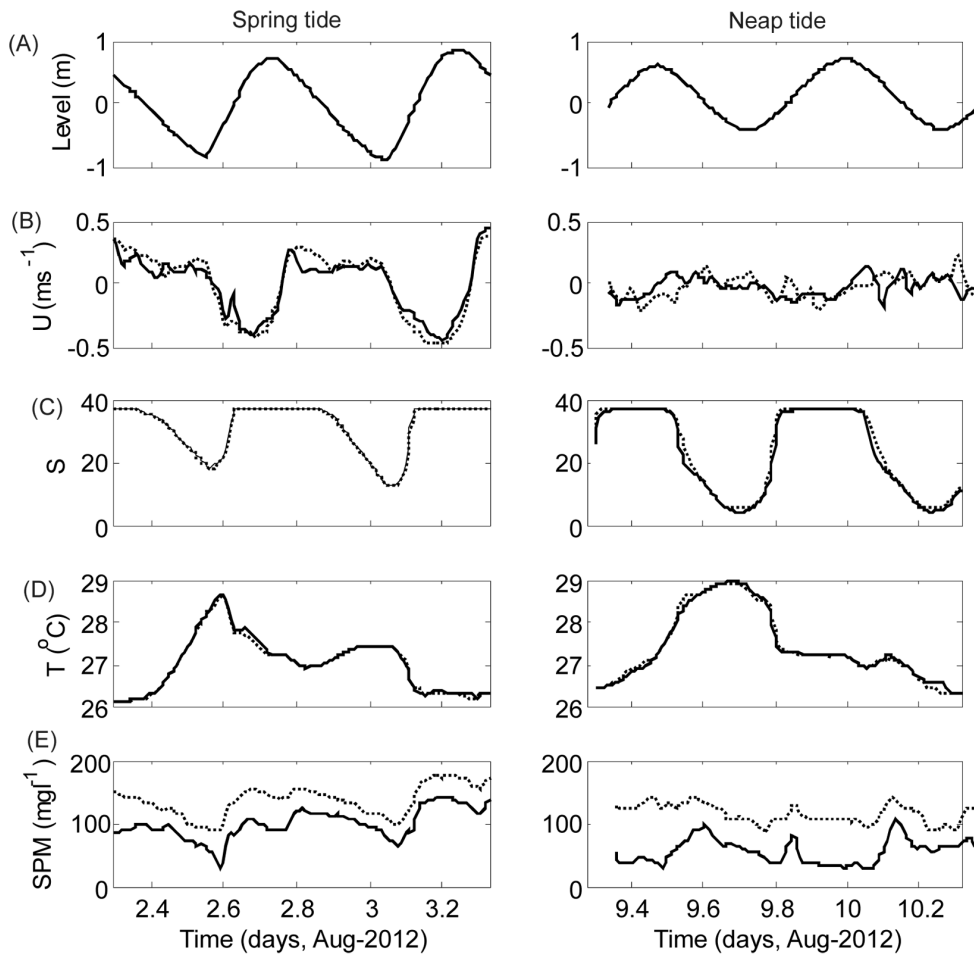 Spring tide Neap tide
(A)
Level (m)
1
0
-1
1
0
-1
(B)
U (ms⁻¹)
0.5
0
-0.5
0.5
0
-0.5
(C)
S
40
20
0
40
20
0
(D)
T (°C)
29
28
27
26
29
28
27
26
(E)
SPM (mgl⁻¹)
200
100
0
200
100
0
2.4 2.6 2.8 3 3.2 9.4 9.6 9.8 10 10.2
Time (days, Aug-2012) Time (days, Aug-2012)